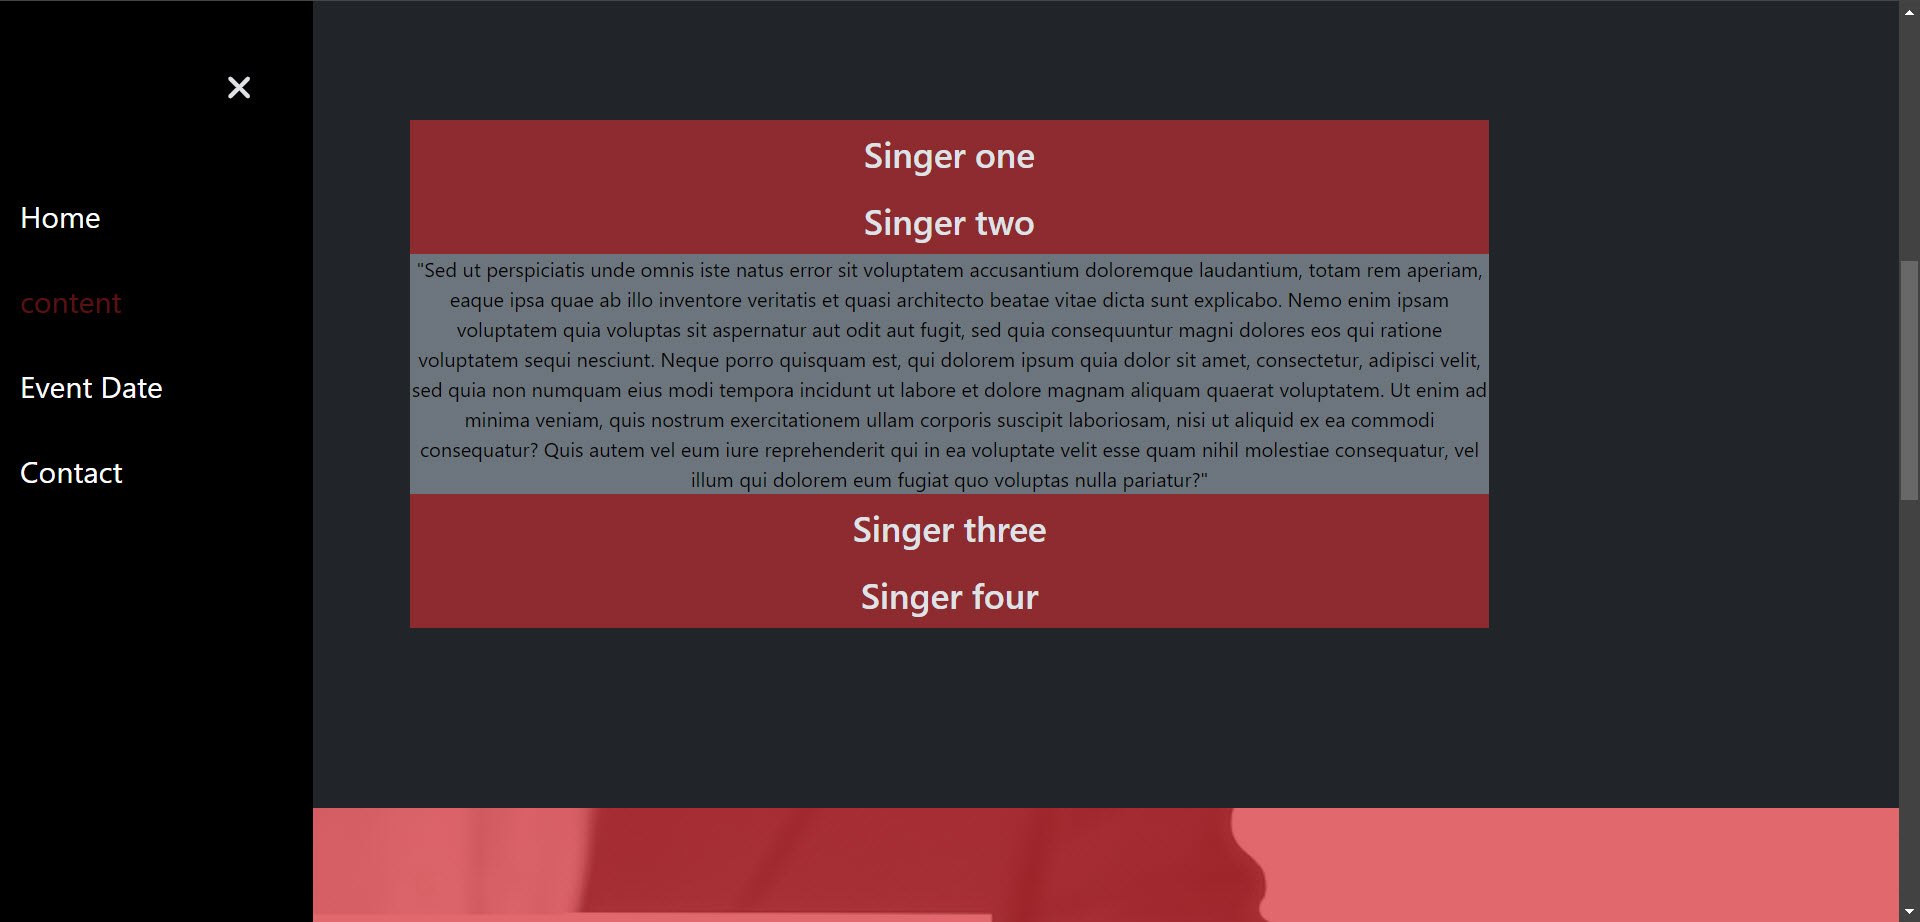 Home
content
Event Date
Contact
Singer one
Singer two
"Sed ut perspiciatis unde omnis iste natus error sit voluptatem accusantium doloremque laudantium, totam rem aperiam,
eaque ipsa quae ab illo inventore veritatis et quasi architecto beatae vitae dicta sunt explicabo. Nemo enim ipsam
voluptatem quia voluptas sit aspernatur aut odit aut fugit, sed quia consequuntur magni dolores eos qui ratione
voluptatem sequi nesciunt. Neque porro quisquam est, qui dolorem ipsum quia dolor sit amet, consectetur, adipisci velit,
sed quia non numquam eius modi tempora incidunt ut labore et dolore magnam aliquam quaerat voluptatem. Ut enim ad
minima veniam, quis nostrum exercitationem ullam corporis suscipit laboriosam, nisi ut aliquid ex ea commodi
consequatur? Quis autem vel eum iure reprehenderit qui in ea voluptate velit esse quam nihil molestiae consequatur, vel
illum qui dolorem eum fugiat quo voluptas nulla pariatur?"
Singer three
Singer four